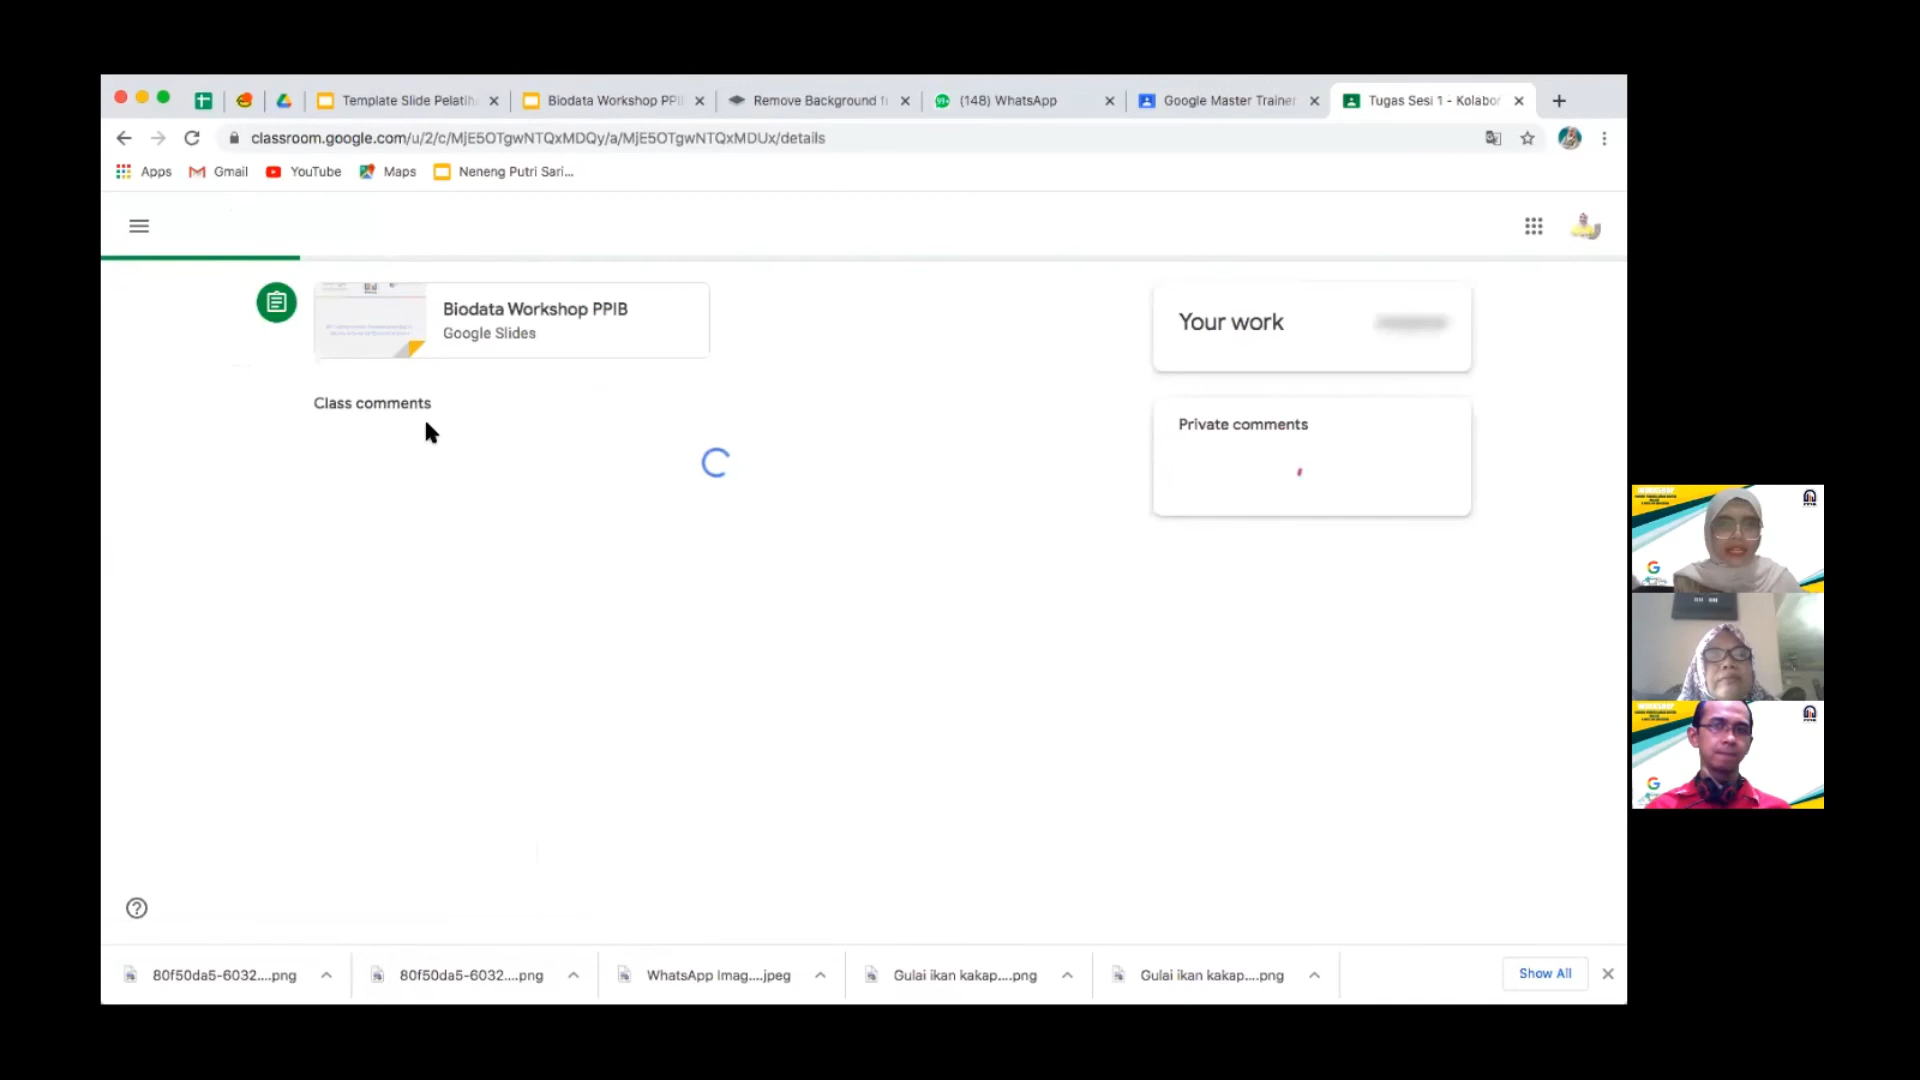 Template Slide Pelatih
Biodata Workshop PPI
Remove Background f
(148) WhatsApp
Google Master Trainer
Tugas Sesi 1 - Kolabor
classroom.google.com/u/2/c/MjE5OTgwNTQxMDQy/a/MjE5OTgwNTQxMDUx/details
Apps
Gmail
YouTube
Maps
Neneng Putri Sari...
Biodata Workshop PPIB
Google Slides
Your work
Class comments
Private comments
WORKSHOP
WORKSHOP
80f50da5-6032....png
80f50da5-6032....png
WhatsApp Imag....jpeg
Gulai ikan kakap....png
Gulai ikan kakap....png
Show All